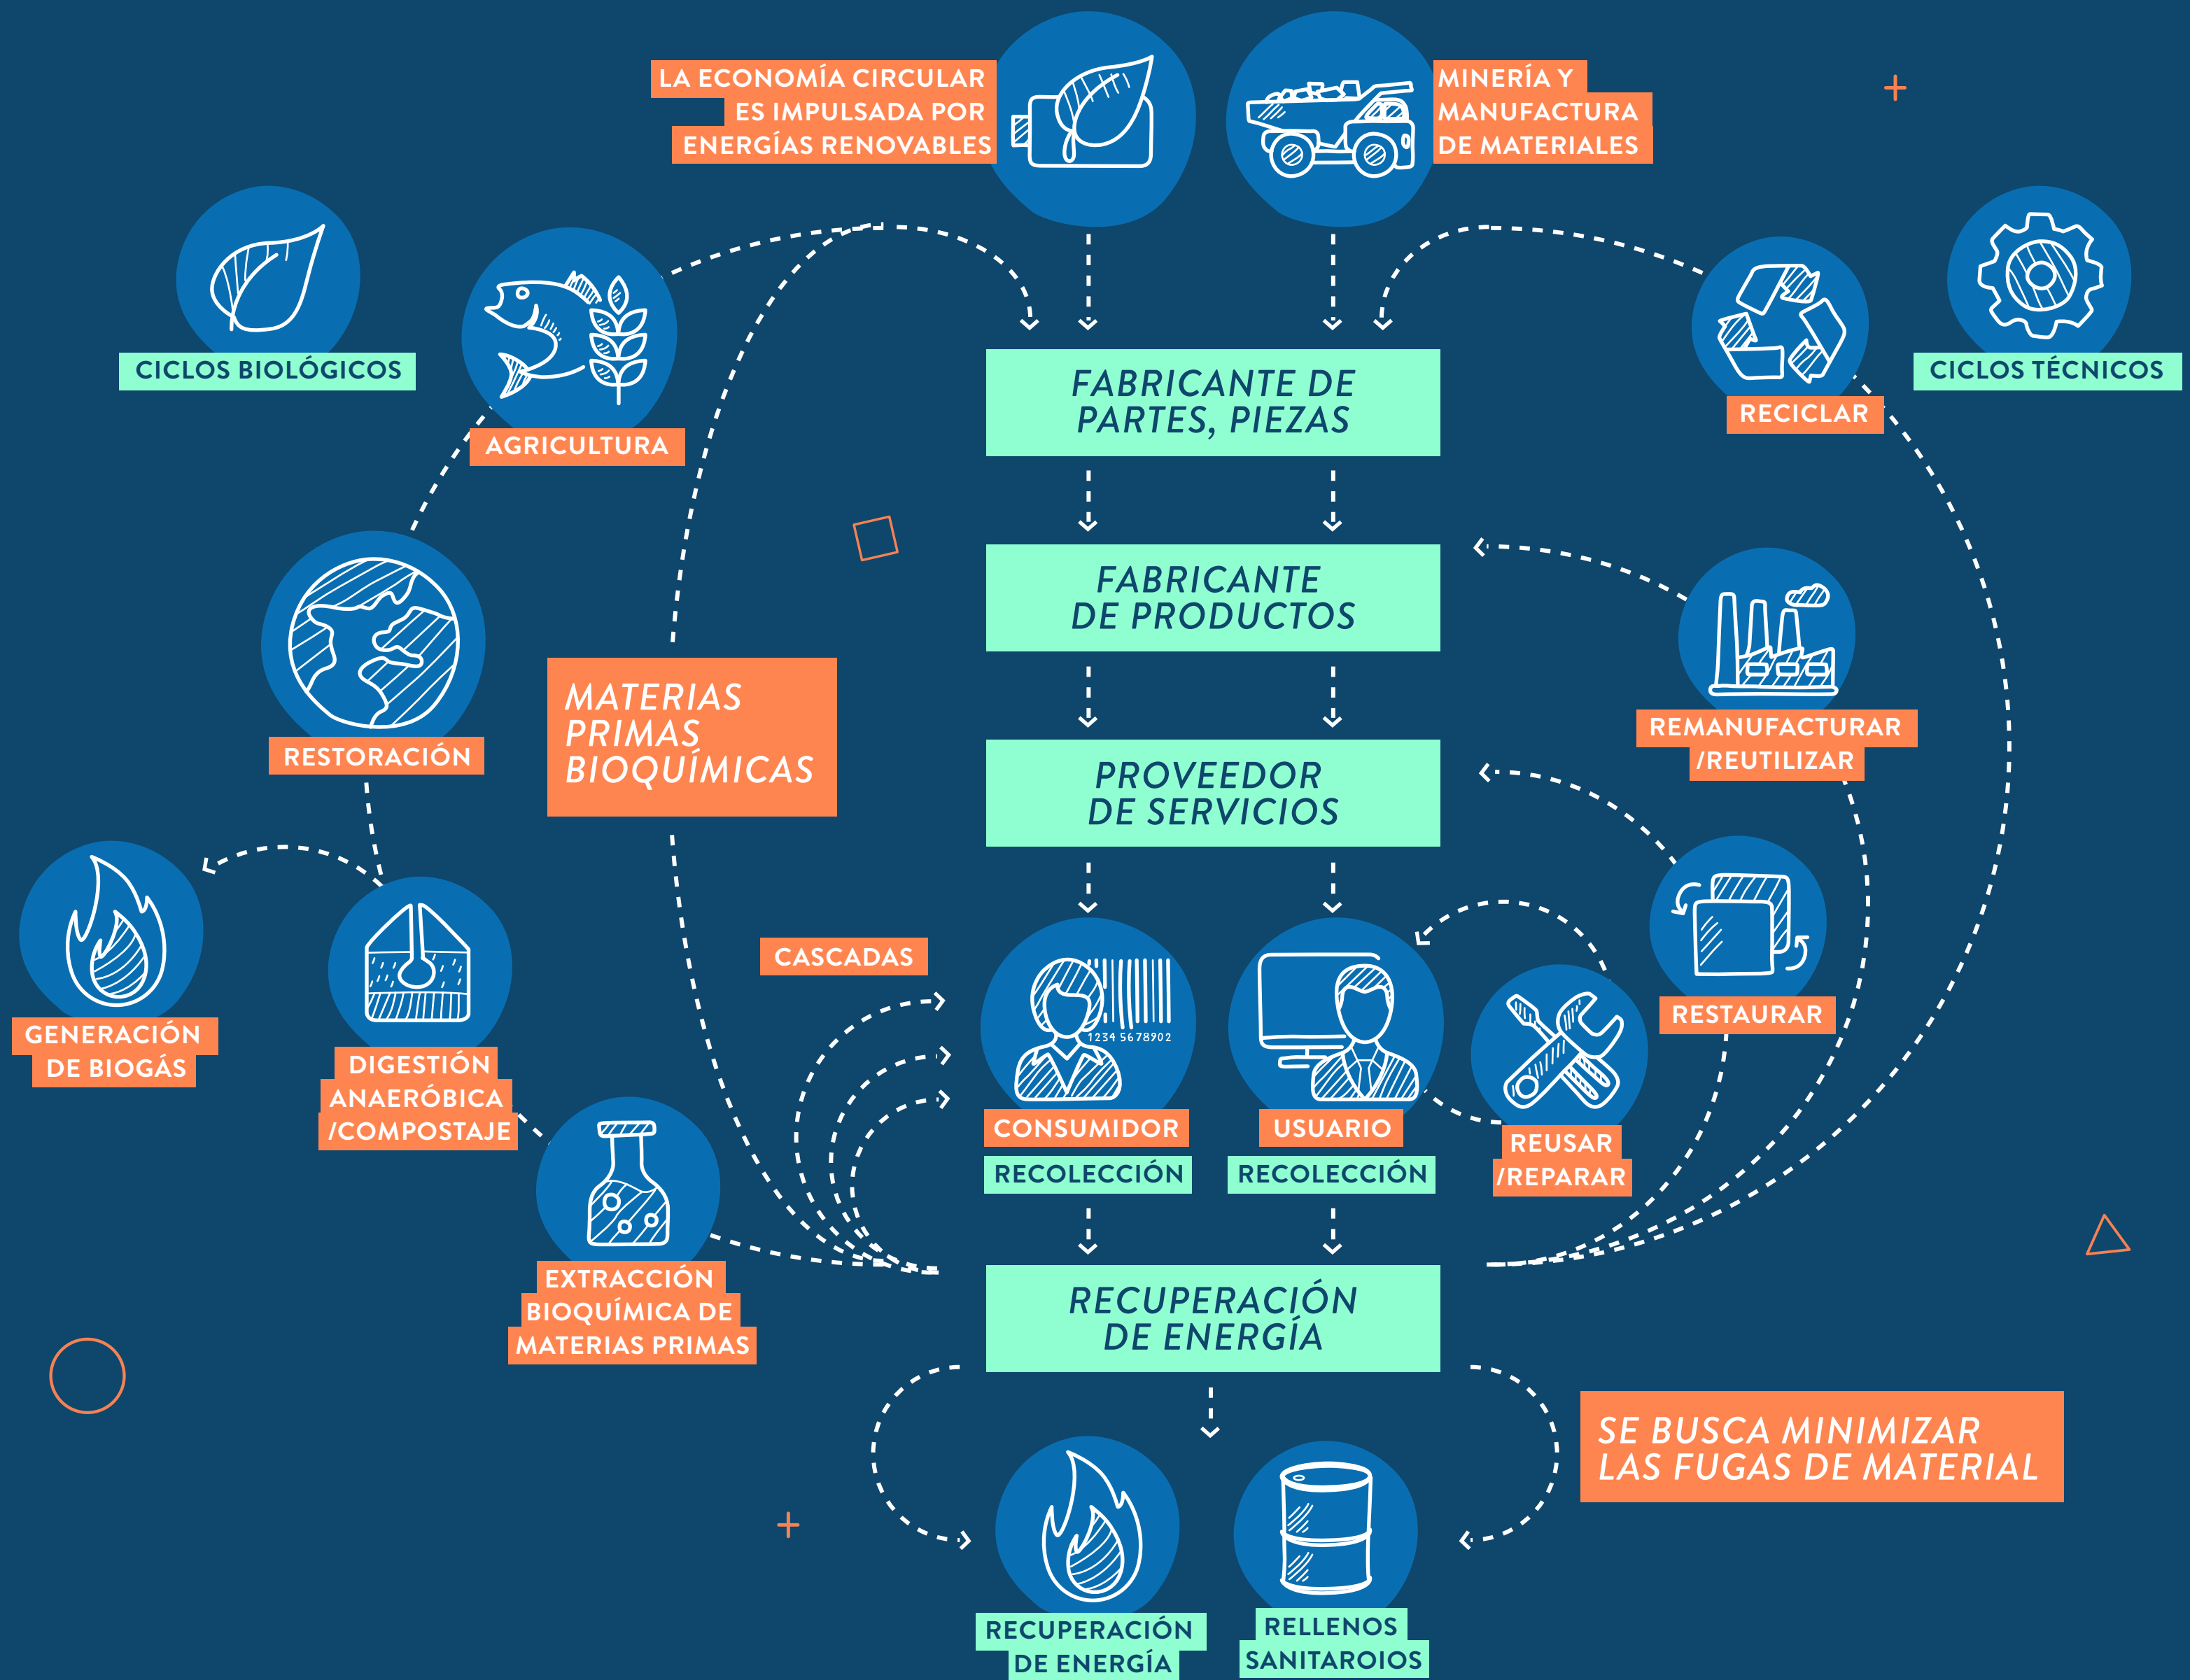 LA ECONOMÍA CIRCULAR
ES IMPULSADA POR
ENERGÍAS RENOVABLES
MINERÍA Y
MANUFACTURA
DE MATERIALES
CICLOS BIOLÓGICOS
AGRICULTURA
RECICLAR
CICLOS TÉCNICOS
FABRICANTE DE
PARTES, PIEZAS
FABRICANTE
DE PRODUCTOS
RESTORACIÓN
MATERIAS
PRIMAS
BIOQUÍMICAS
REMANUFACTURAR
/REUTILIZAR
PROVEEDOR
DE SERVICIOS
GENERACIÓN
DE BIOGÁS
DIGESTIÓN
ANAERÓBICA
/COMPOSTAJE
CASCADAS
1234 5678902
CONSUMIDOR
RECOLECCIÓN
USUARIO
RECOLECCIÓN
REUSAR
/REPARAR
RESTAURAR
EXTRACCIÓN
BIOQUÍMICA DE
MATERIAS PRIMAS
RECUPERACIÓN
DE ENERGÍA
SE BUSCA MINIMIZAR
LAS FUGAS DE MATERIAL
RECUPERACIÓN
DE ENERGÍA
RELLENOS
SANITAROIOS